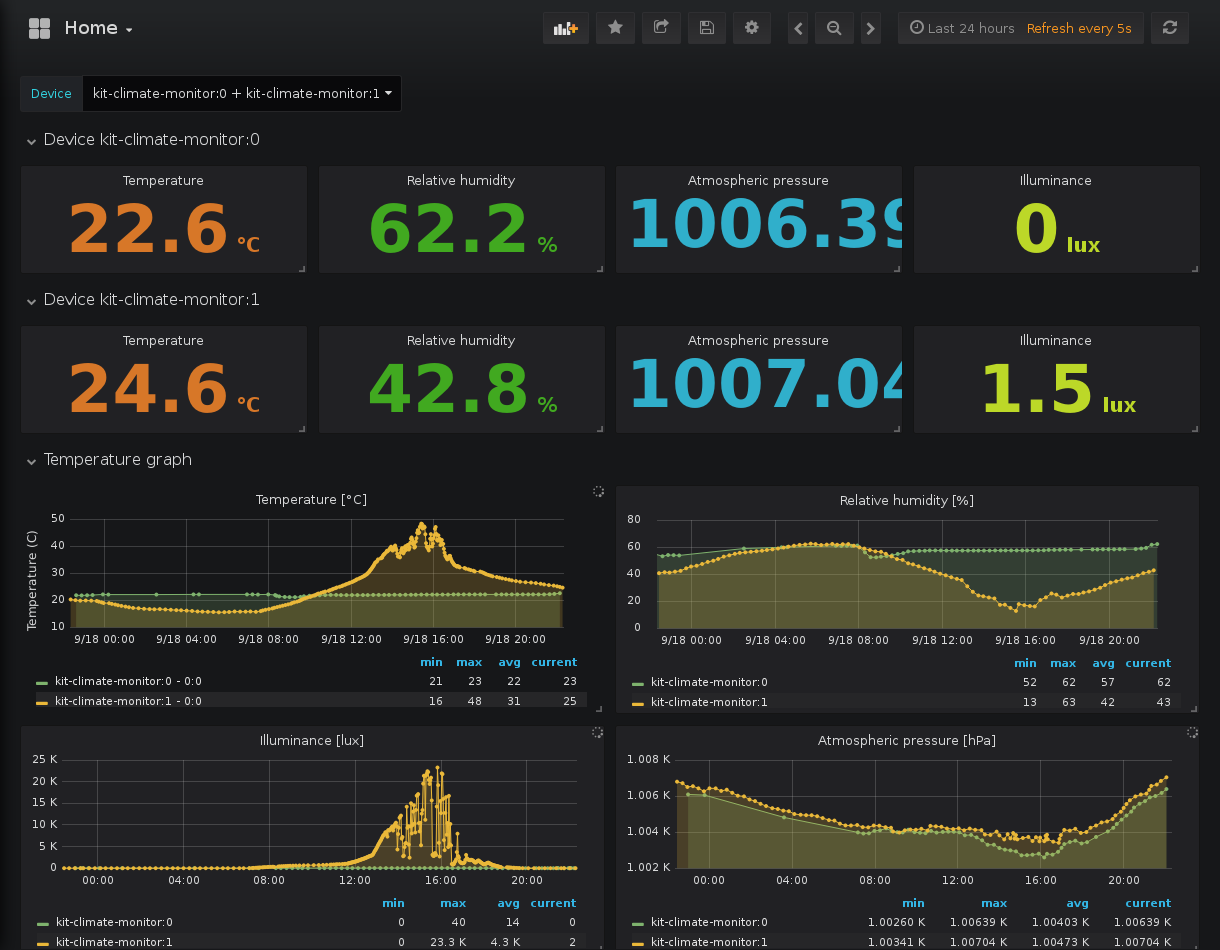 Home
Last 24 hours Refresh every 5s
Device kit-climate-monitor:0 + kit-climate-monitor:1
Device kit-climate-monitor:0
Temperature Relative humidity Atmospheric pressure Illuminance
22.6 °C 62.2 % 1006.39 0 lux
Device kit-climate-monitor:1
Temperature Relative humidity Atmospheric pressure Illuminance
24.6 °C 42.8 % 1007.04 1.5 lux
Temperature graph
Temperature [°C]
Temperature (C)
50
40
30
20
10
9/18 00:00 9/18 04:00 9/18 08:00 9/18 12:00 9/18 16:00 9/18 20:00
min max avg current
kit-climate-monitor:0 - 0:0 21 23 22 23
kit-climate-monitor:1 - 0:0 16 48 31 25
Relative humidity [%]
80
60
40
20
0
9/18 00:00 9/18 04:00 9/18 08:00 9/18 12:00 9/18 16:00 9/18 20:00
min max avg current
kit-climate-monitor:0 52 62 57 62
kit-climate-monitor:1 13 63 42 43
Illuminance [lux]
25 K
20 K
15 K
10 K
5 K
0
00:00 04:00 08:00 12:00 16:00 20:00
min max avg current
kit-climate-monitor:0 0 40 14 0
kit-climate-monitor:1 0 23.3 K 4.3 K 2
Atmospheric pressure [hPa]
1.008 K
1.006 K
1.004 K
1.002 K
00:00 04:00 08:00 12:00 16:00 20:00
min max avg current
kit-climate-monitor:0 1.00260 K 1.00639 K 1.00403 K 1.00639 K
kit-climate-monitor:1 1.00341 K 1.00704 K 1.00473 K 1.00704 K